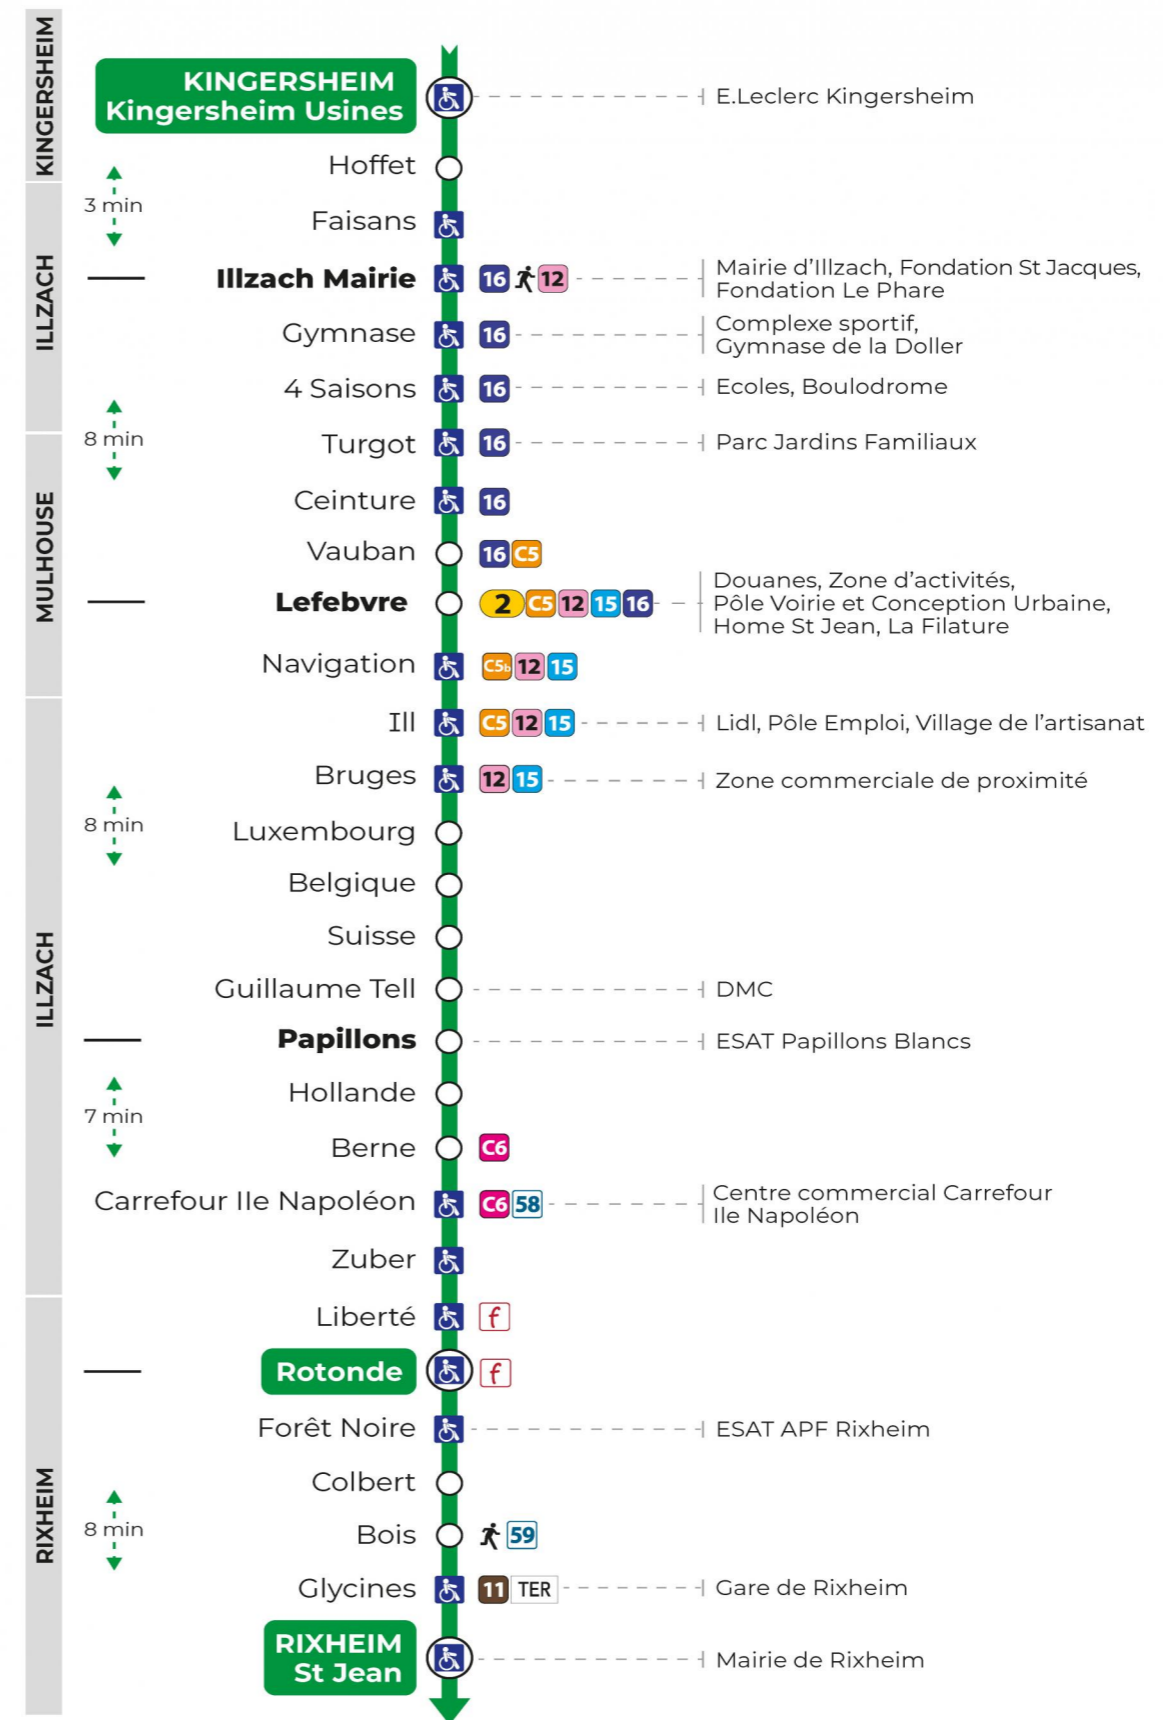 KINGERSHEIM
KINGERSHEIM
Kingersheim Usines
E.Leclerc Kingersheim
Hoffet
3 min
Faisans
ILLZACH
Illzach Mairie
16 12
Mairie d'Illzach, Fondation St Jacques,
Fondation Le Phare
Gymnase
16
Complexe sportif,
Gymnase de la Doller
4 Saisons
16
Ecoles, Boulodrome
8 min
Turgot
16
Parc Jardins Familiaux
MULHOUSE
Ceinture
16
Vauban
16 C5
Lefebvre
2 C5 12 15 16
Douanes, Zone d'activités,
Pôle Voirie et Conception Urbaine,
Home St Jean, La Filature
Navigation
C5b 12 15
Ill
C5 12 15
Lidl, Pôle Emploi, Village de l'artisanat
Bruges
12 15
Zone commerciale de proximité
8 min
Luxembourg
Belgique
Suisse
ILLZACH
Guillaume Tell
DMC
Papillons
ESAT Papillons Blancs
Hollande
7 min
Berne
C6
Carrefour Ile Napoléon
C6 58
Centre commercial Carrefour
Ile Napoléon
Zuber
Liberté
f
Rotonde
f
Forêt Noire
ESAT APF Rixheim
RIXHEIM
Colbert
8 min
Bois
59
Glycines
11 TER
Gare de Rixheim
RIXHEIM
St Jean
Mairie de Rixheim